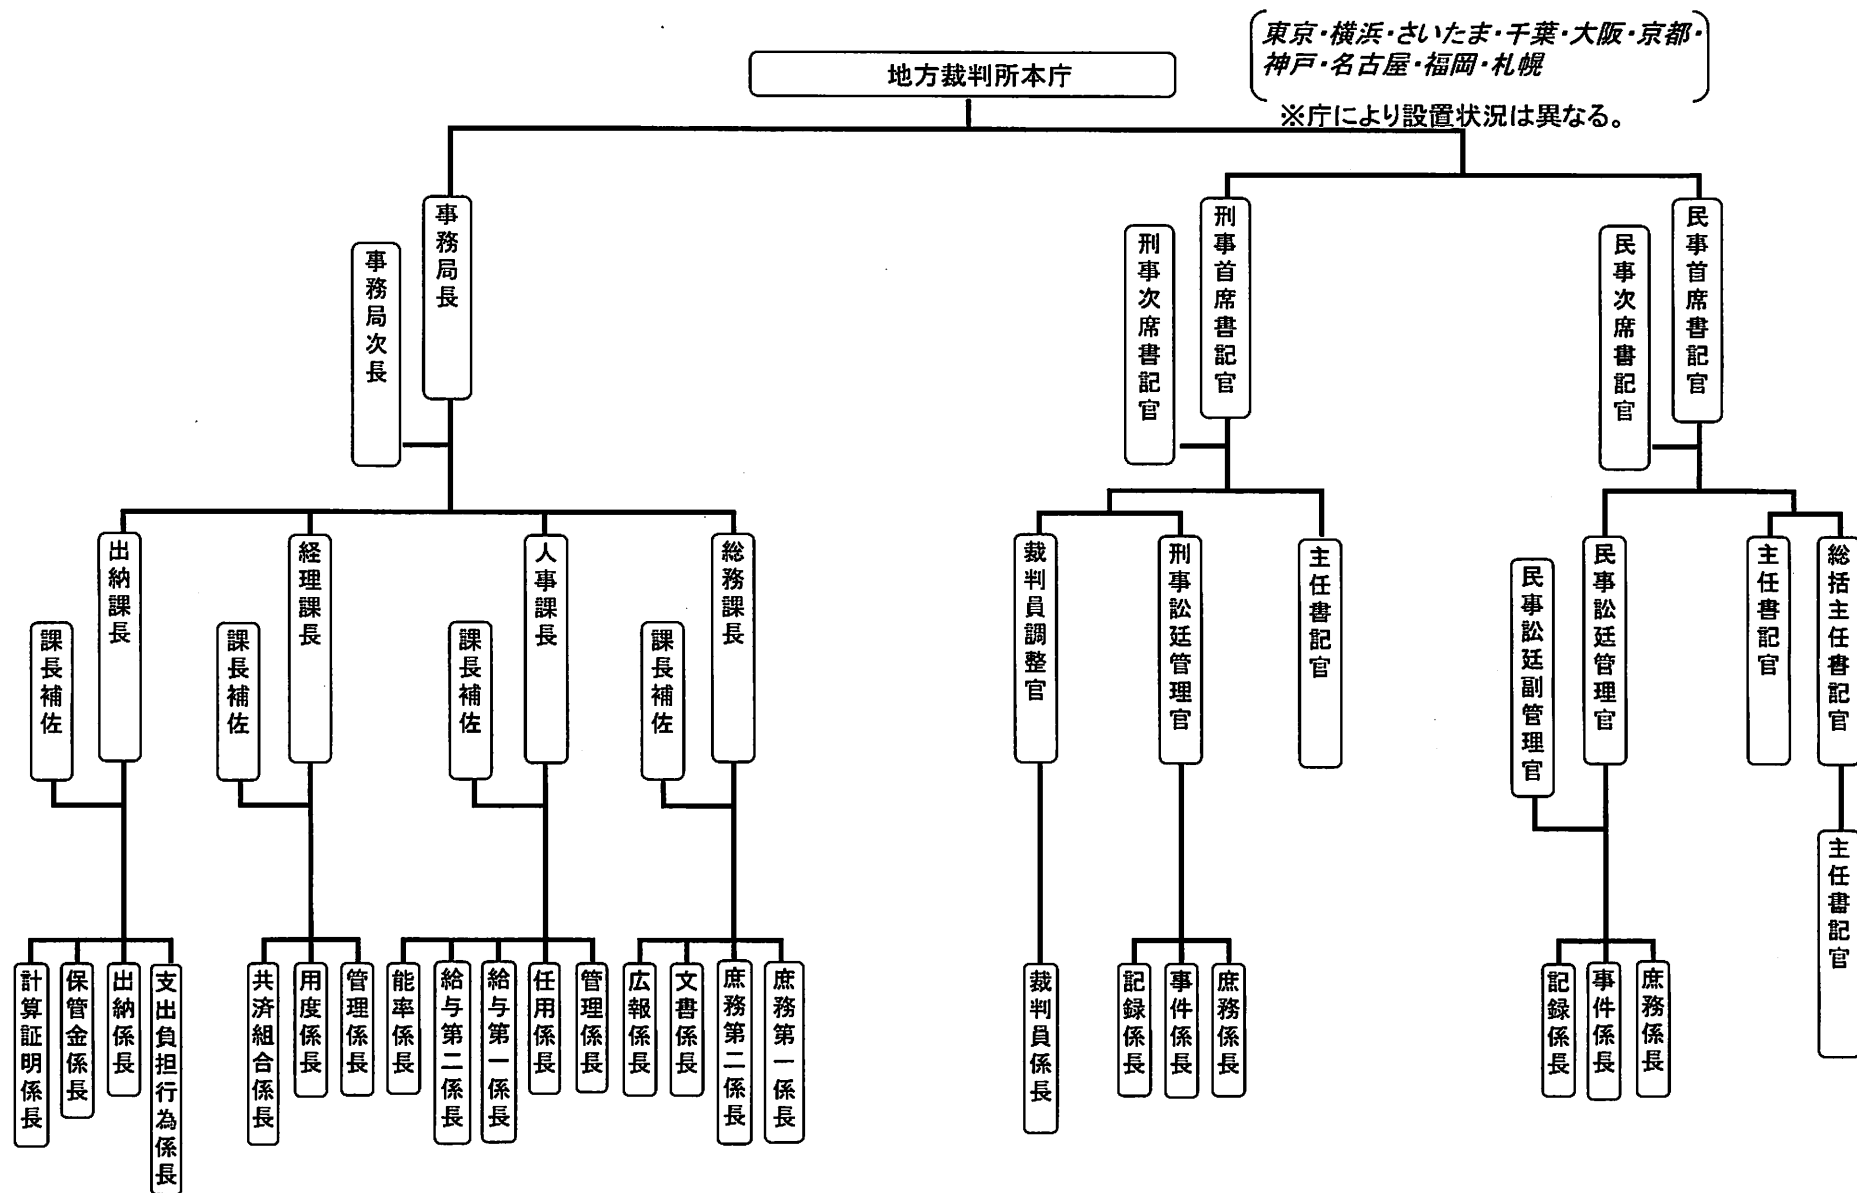 地方裁判所本庁
東京・横浜・さいたま・千葉・大阪・京都・
神戸・名古屋・福岡・札幌
※庁により設置状況は異なる。
事務局長
事務局次長
刑事首席書記官
刑事次席書記官
民事首席書記官
民事次席書記官
出納課長
課長補佐
経理課長
課長補佐
人事課長
課長補佐
総務課長
課長補佐
裁判員調整官
刑事訟廷管理官
主任書記官
民事訟廷副管理官
民事訟廷管理官
主任書記官
総括主任書記官
主任書記官
計算証明係長
保管金係長
出納係長
支出負担行為係長
共済組合係長
用度係長
管理係長
能率係長
給与第二係長
給与第一係長
任用係長
管理係長
広報係長
文書係長
庶務第二係長
庶務第一係長
裁判員係長
記録係長
事件係長
庶務係長
記録係長
事件係長
庶務係長